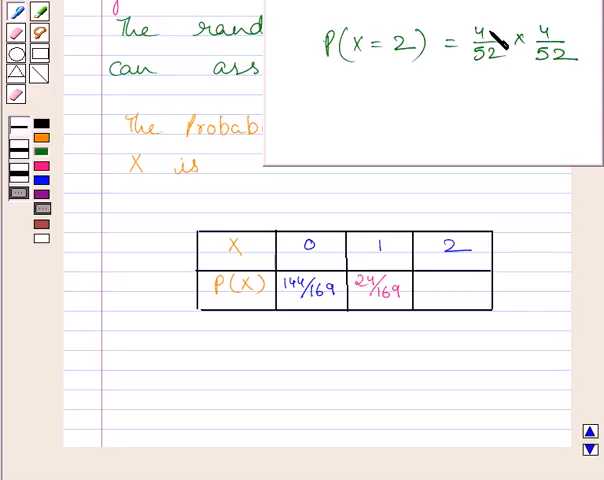 The rand
can ass
P(X = 2) = 4/52 × 4/52
The Probab
X is
X 0 1 2
P(X) 144/169 24/169